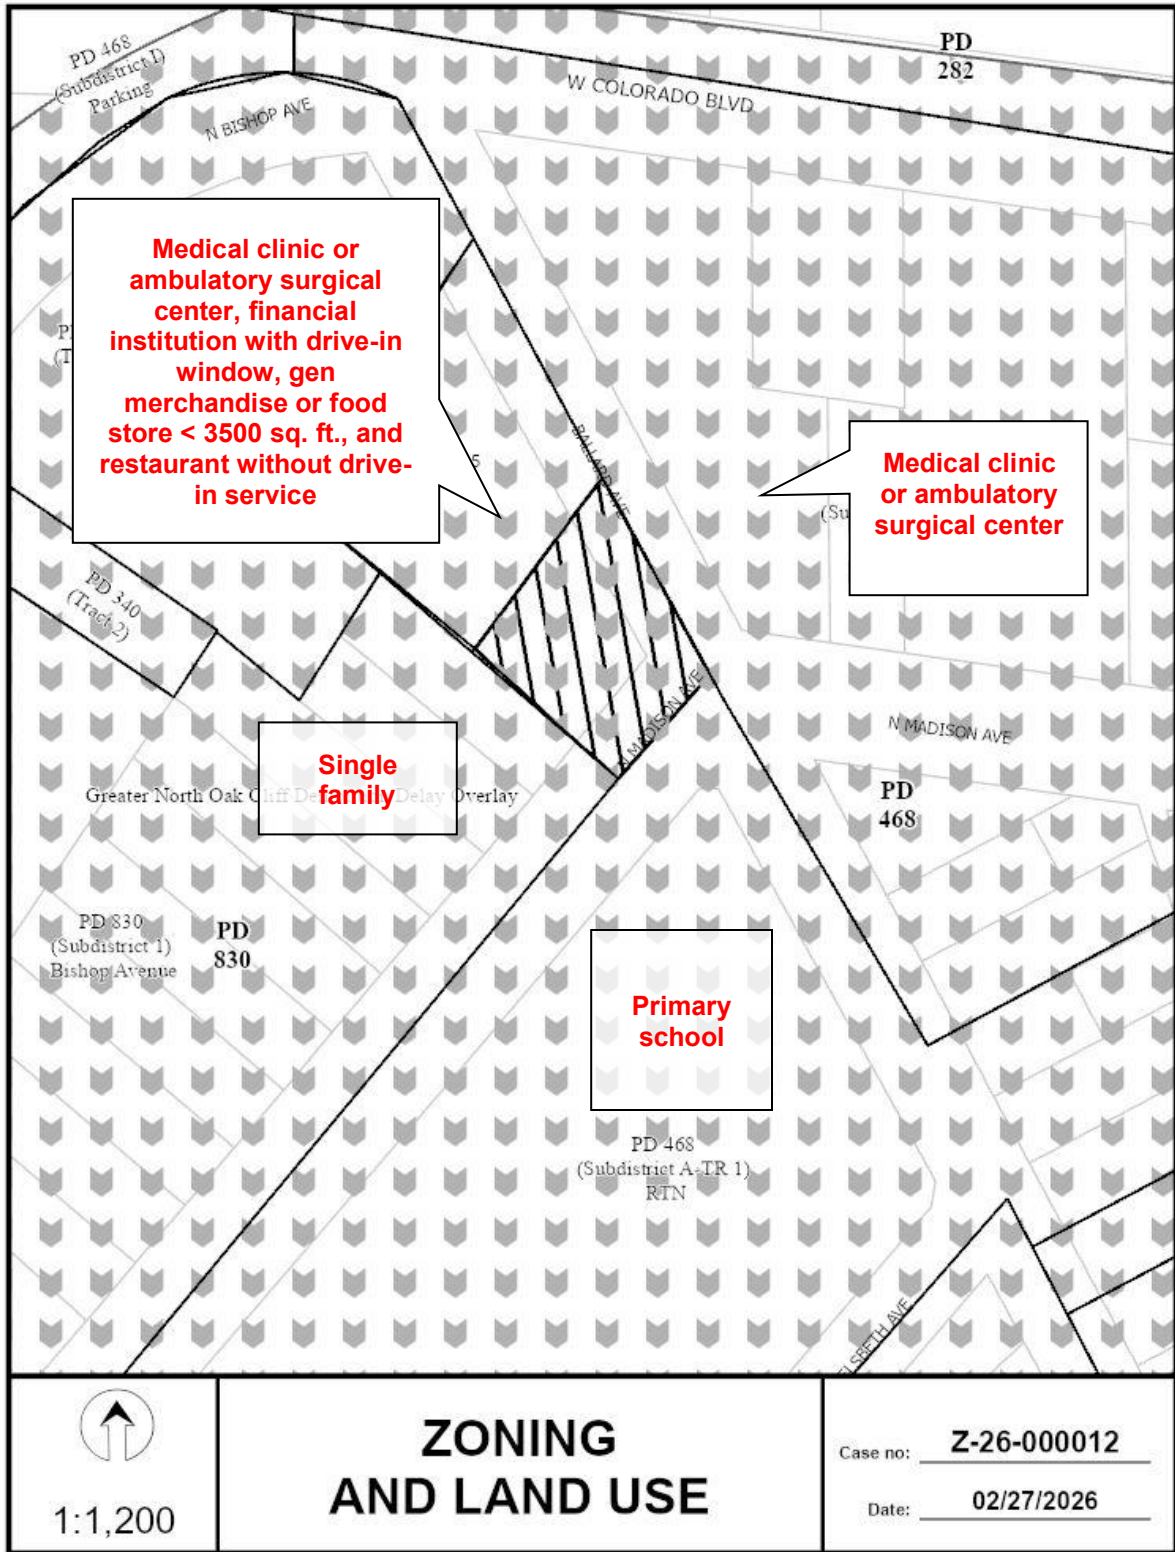 PD 468
(Subdistrict I)
Parking
N BISHOP AVE
W COLORADO BLVD
PD
282
Medical clinic or
ambulatory surgical
center, financial
institution with drive-in
window, gen
merchandise or food
store < 3500 sq. ft., and
restaurant without drive-
in service
BALLARD AVE
Medical clinic
or ambulatory
surgical center
(Su
5
PD 340
(Tract 2)
N MADISON AVE
N MADISON AVE
Single
family
Greater North Oak Cliff De Delay Overlay
PD
468
PD 830
(Subdistrict 1)
Bishop Avenue
PD
830
Primary
school
PD 468
(Subdistrict A-TR 1)
RTN
ELSBETH AVE
1:1,200
ZONING
AND LAND USE
Case no: Z-26-000012
Date: 02/27/2026